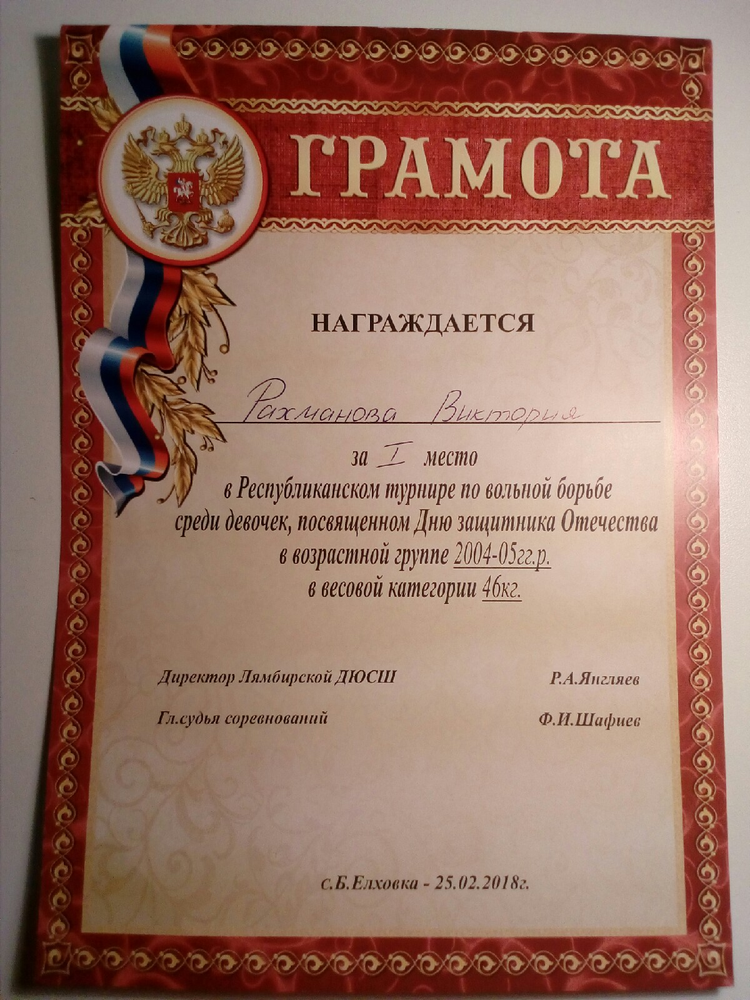 ГРАМОТА
НАГРАЖДАЕТСЯ
Рахманова Виктория
за I место
в Республиканском турнире по вольной борьбе
среди девочек, посвященном Дню защитника Отечества
в возрастной группе 2004-05гг.р.
в весовой категории 46кг.
Директор Лямбирской ДЮСШ Р.А.Янгляев
Гл.судья соревнований Ф.И.Шафиев
с.Б.Елховка - 25.02.2018г.